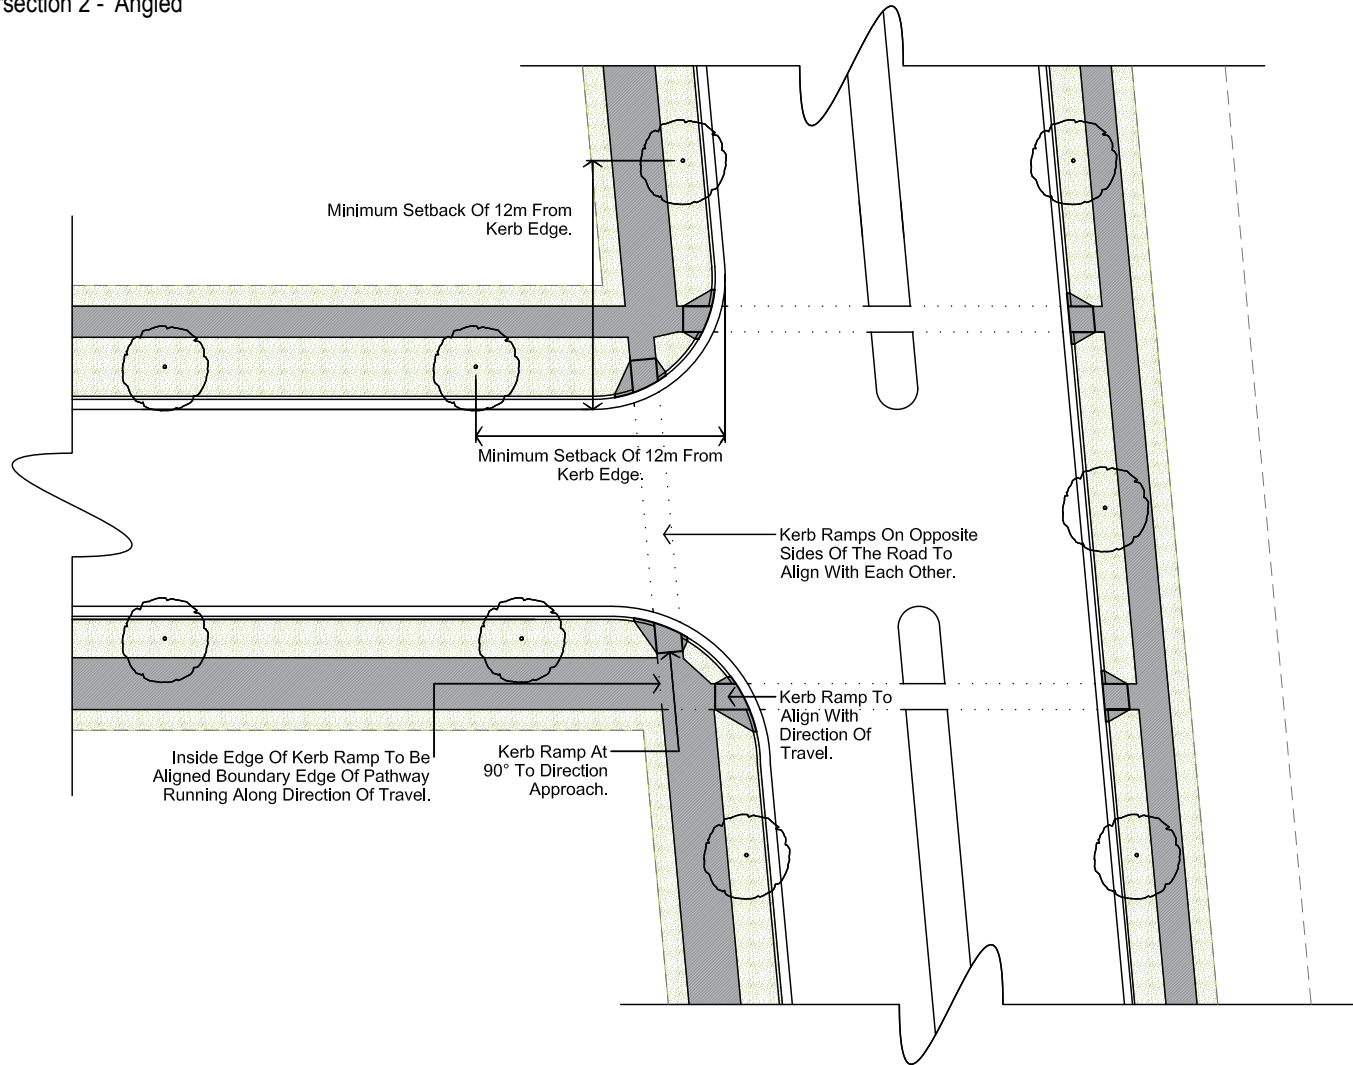 section 2 - Angled
Minimum Setback Of 12m From
Kerb Edge.
Minimum Setback Of 12m From
Kerb Edge.
Kerb Ramps On Opposite
Sides Of The Road To
Align With Each Other.
Kerb Ramp To
Align With
Direction Of
Travel.
Inside Edge Of Kerb Ramp To Be
Aligned Boundary Edge Of Pathway
Running Along Direction Of Travel.
Kerb Ramp At
90° To Direction
Approach.